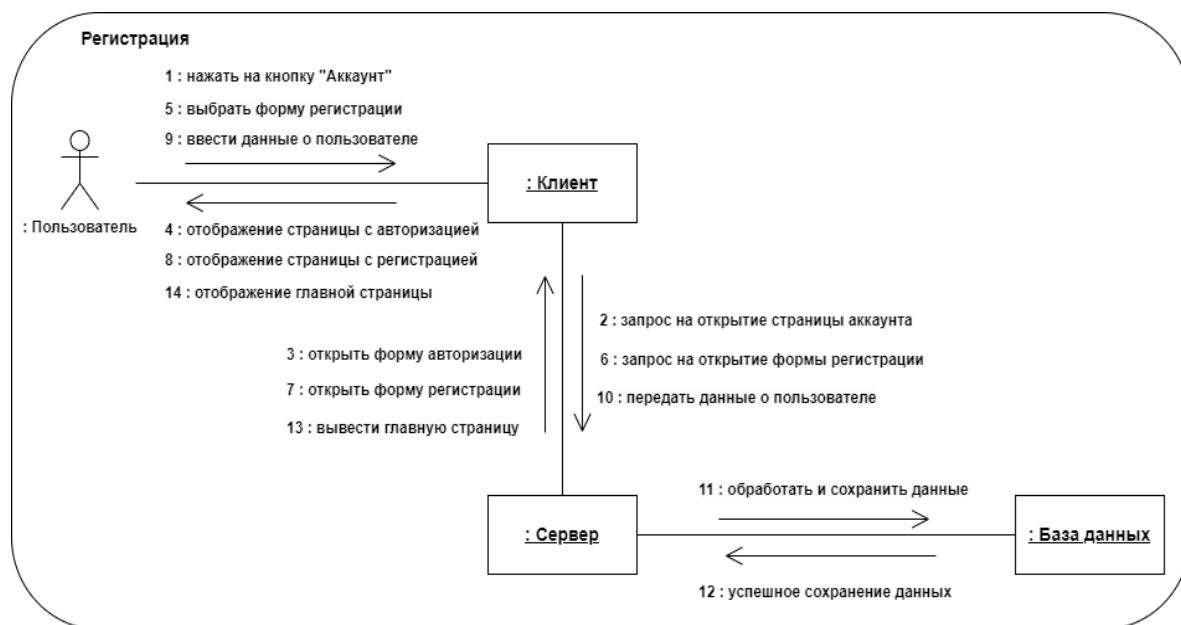 Регистрация
1 : нажать на кнопку "Аккаунт"
5 : выбрать форму регистрации
9 : ввести данные о пользователе
: Клиент
: Пользователь
4 : отображение страницы с авторизацией
8 : отображение страницы с регистрацией
14 : отображение главной страницы
2 : запрос на открытие страницы аккаунта
3 : открыть форму авторизации
6 : запрос на открытие формы регистрации
7 : открыть форму регистрации
10 : передать данные о пользователе
13 : вывести главную страницу
11 : обработать и сохранить данные
: Сервер
: База данных
12 : успешное сохранение данных